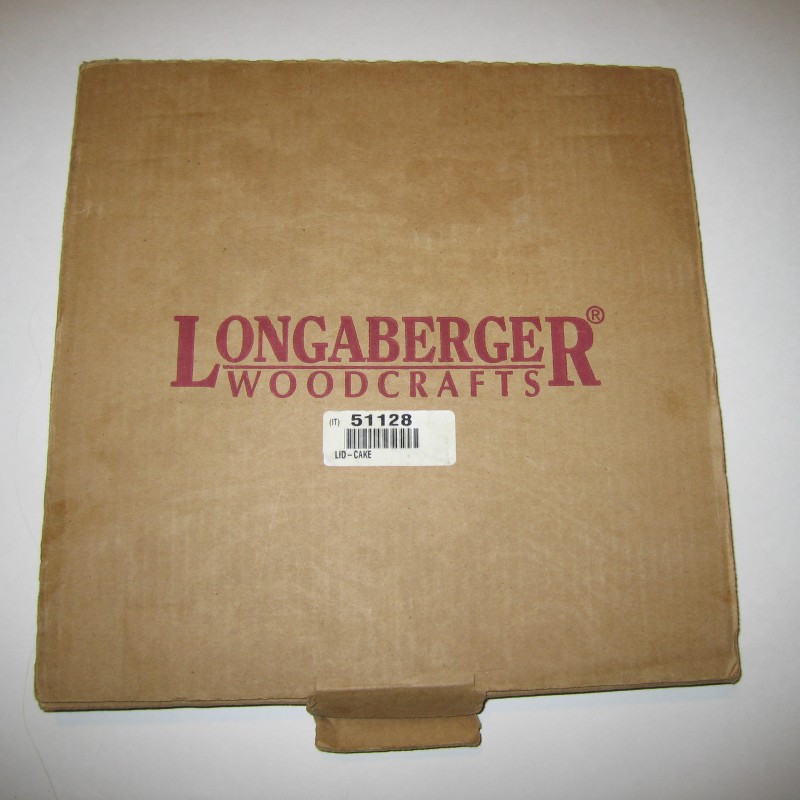 LONGABERGER®
WOODCRAFTS
(IT) 51128
LID-CAKE